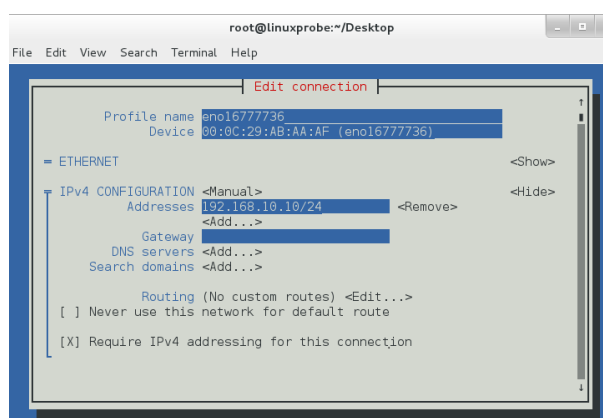 root@linuxprobe:~/Desktop
File Edit View Search Terminal Help
Edit connection
Profile name eno16777736
Device 00:0C:29:AB:AA:AF (eno16777736)
= ETHERNET <Show>
IPv4 CONFIGURATION <Manual> <Hide>
Addresses 192.168.10.10/24 <Remove>
<Add...>
Gateway
DNS servers <Add...>
Search domains <Add...>
Routing (No custom routes) <Edit...>
[ ] Never use this network for default route
[X] Require IPv4 addressing for this connection